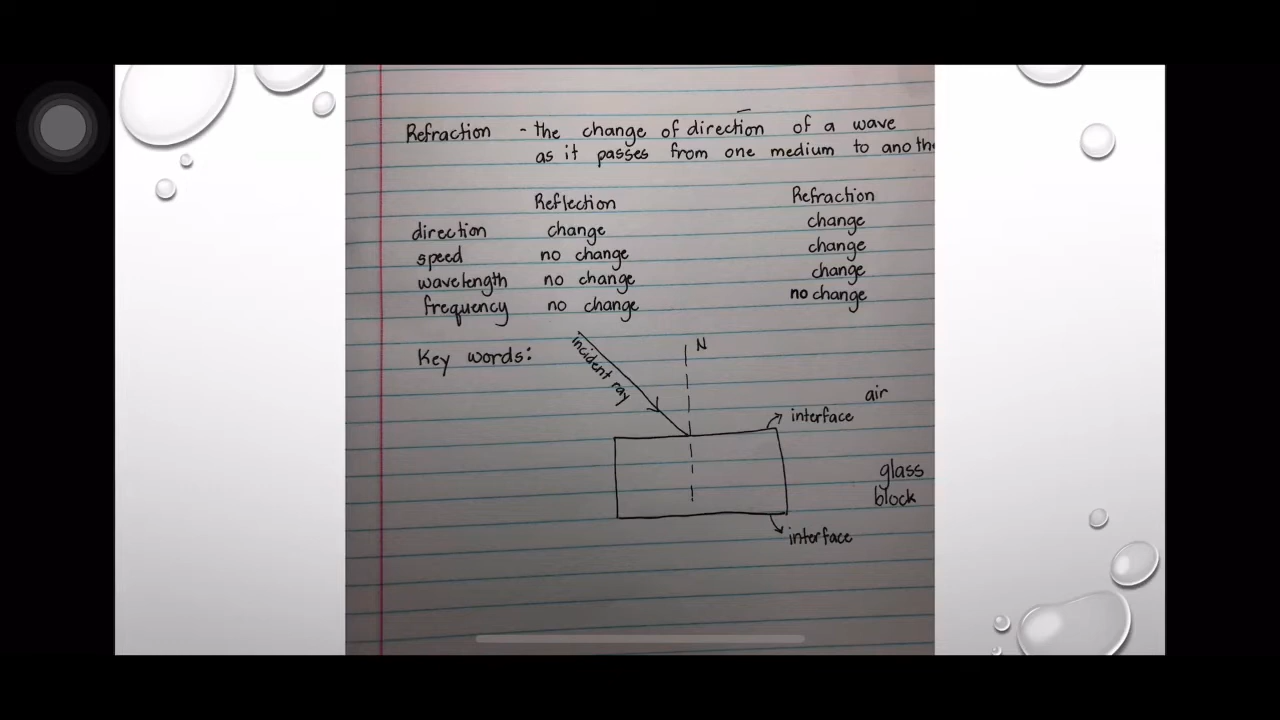 Refraction - the change of direction of a wave
as it passes from one medium to anoth
Reflection Refraction
direction change change
speed no change change
wavelength no change change
frequency no change no change
Key words:
incident ray
N
air
interface
glass
block
interface